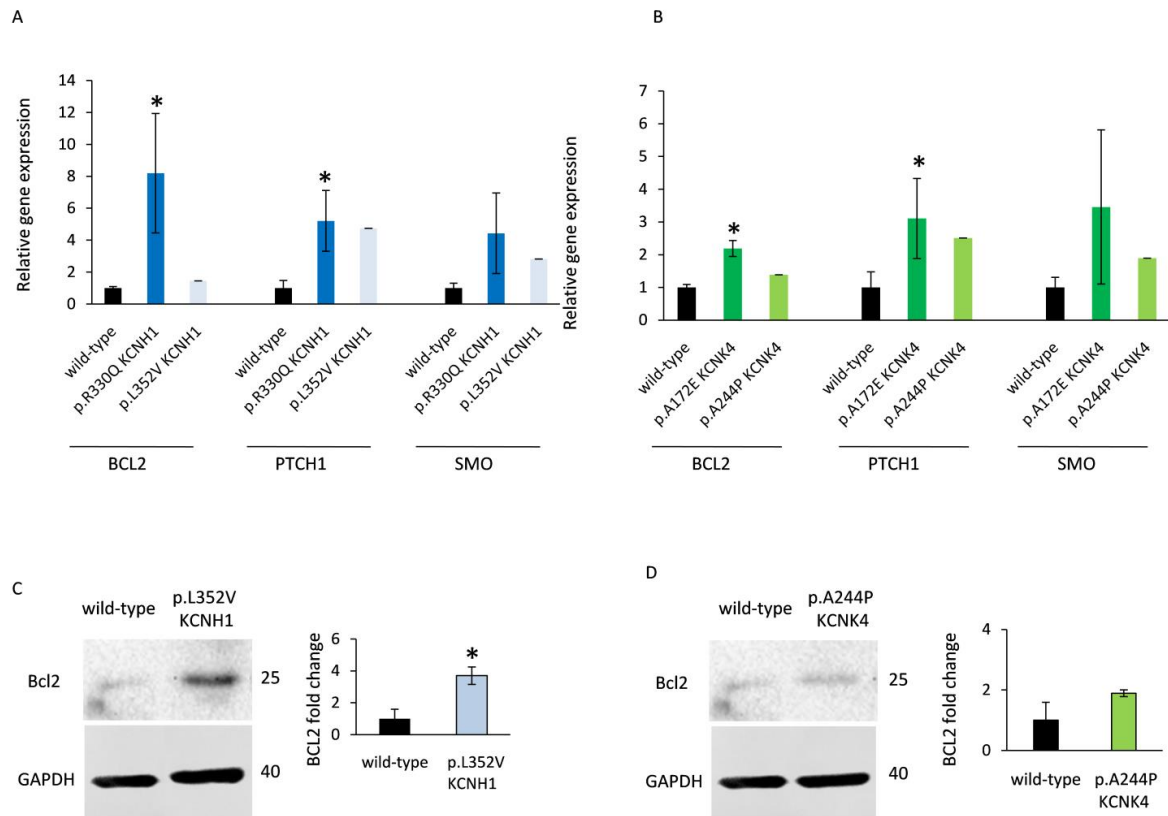 A
Relative gene expression
14
12
10
8
6
4
2
0
*
*
wild-type
p.R330Q KCNH1
p.L352V KCNH1
wild-type
p.R330Q KCNH1
p.L352V KCNH1
wild-type
p.R330Q KCNH1
p.L352V KCNH1
BCL2
PTCH1
SMO
B
Relative gene expression
7
6
5
4
3
2
1
0
*
*
wild-type
p.A172E KCNK4
p.A244P KCNK4
wild-type
p.A172E KCNK4
p.A244P KCNK4
wild-type
p.A172E KCNK4
p.A244P KCNK4
BCL2
PTCH1
SMO
C
wild-type
p.L352V
KCNH1
Bcl2
25
GAPDH
40
BCL2 fold change
6
4
2
0
*
wild-type
p.L352V
KCNH1
D
wild-type
p.A244P
KCNK4
Bcl2
25
GAPDH
40
BCL2 fold change
4
2
0
wild-type
p.A244P
KCNK4